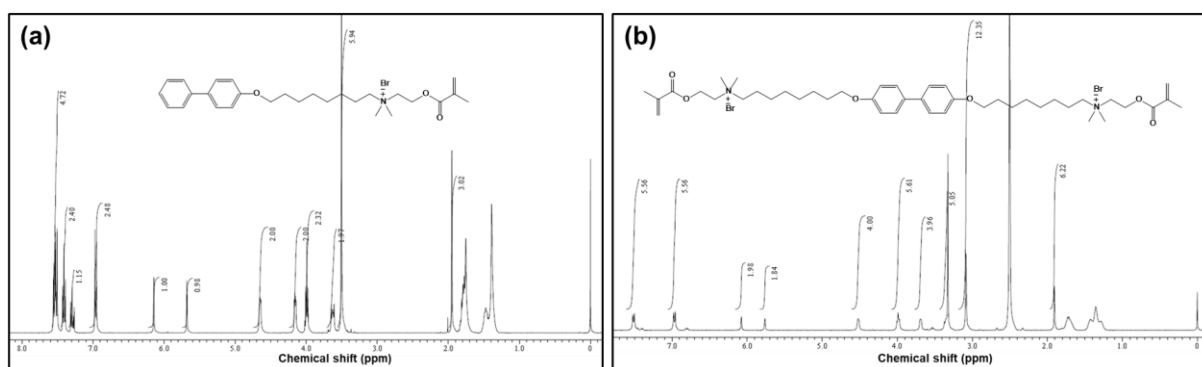 (a)
4.72
2.40
1.15
2.48
1.00
0.98
2.00
2.00
2.32
1.97
5.94
3.02
Br
O
N
O
O
8.0 7.0 6.0 5.0 4.0 3.0 2.0 1.0 0
Chemical shift (ppm)
(b)
5.56
5.56
1.98
1.84
4.00
5.61
3.96
5.05
12.35
6.22
O
O
N
Br
O
O
Br
N
O
O
7.0 6.0 5.0 4.0 3.0 2.0 1.0 0
Chemical shift (ppm)